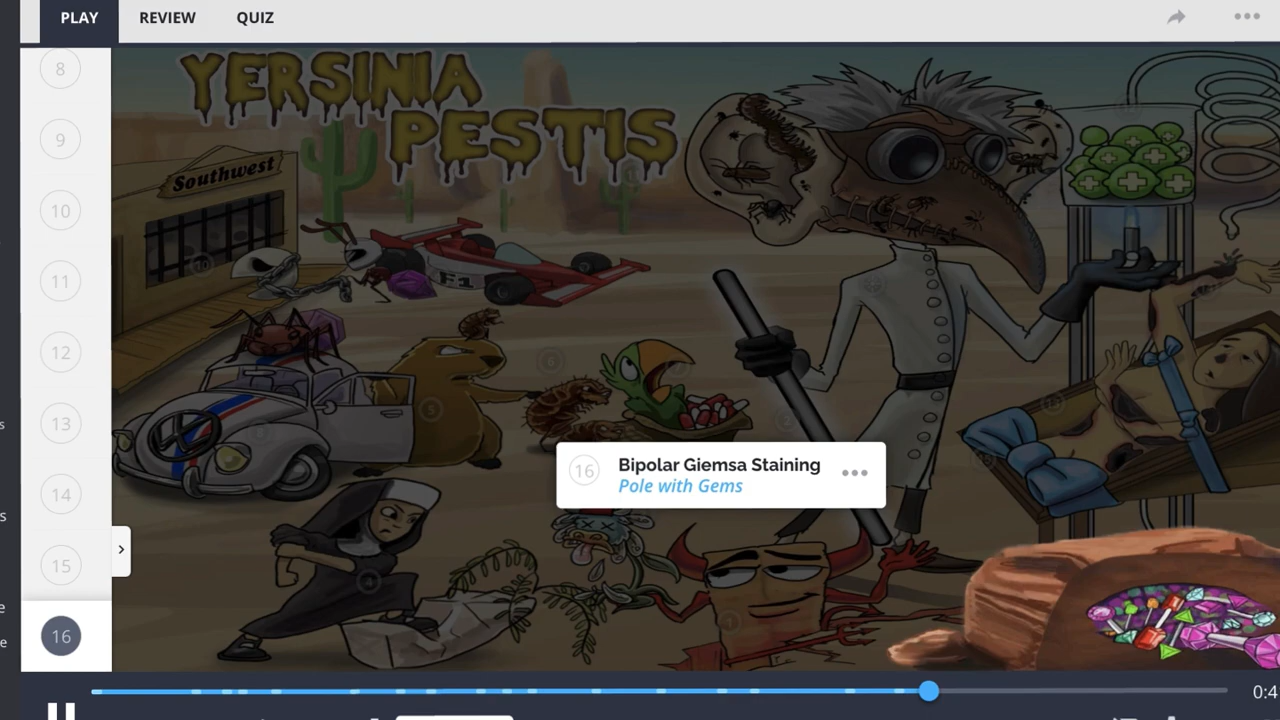 PLAY REVIEW QUIZ
8
9
10
11
12
13
14
15
16
YERSINIA
PESTIS
Southwest
F1
16 Bipolar Giemsa Staining
Pole with Gems
0:4